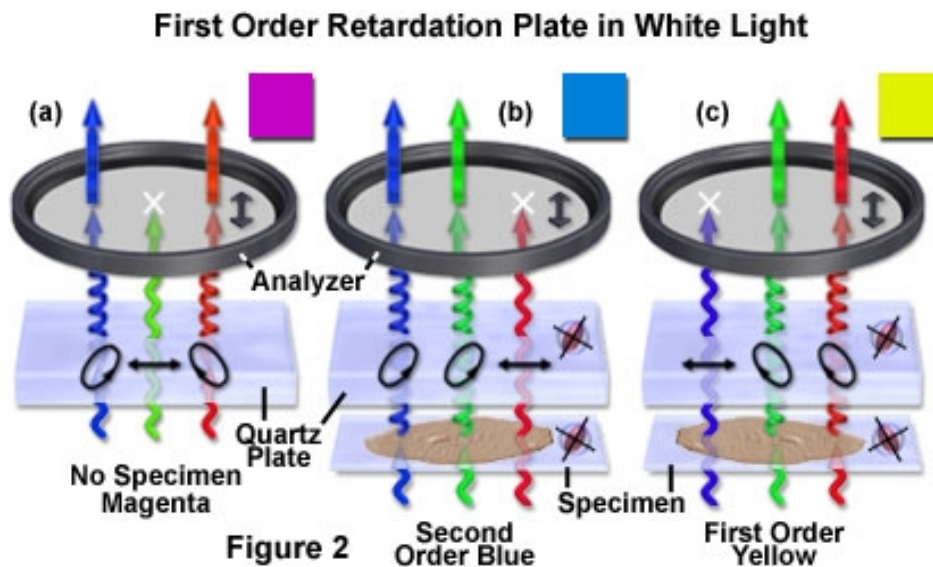 First Order Retardation Plate in White Light
(a)
(b)
(c)
Analyzer
Quartz
Plate
No Specimen
Magenta
Specimen
Second
Order Blue
First Order
Yellow
Figure 2